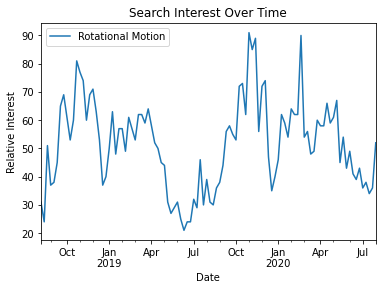 Search Interest Over Time
Rotational Motion
Relative Interest
90
80
70
60
50
40
30
20
Oct Jan Apr Jul Oct Jan Apr Jul
2019 2020
Date